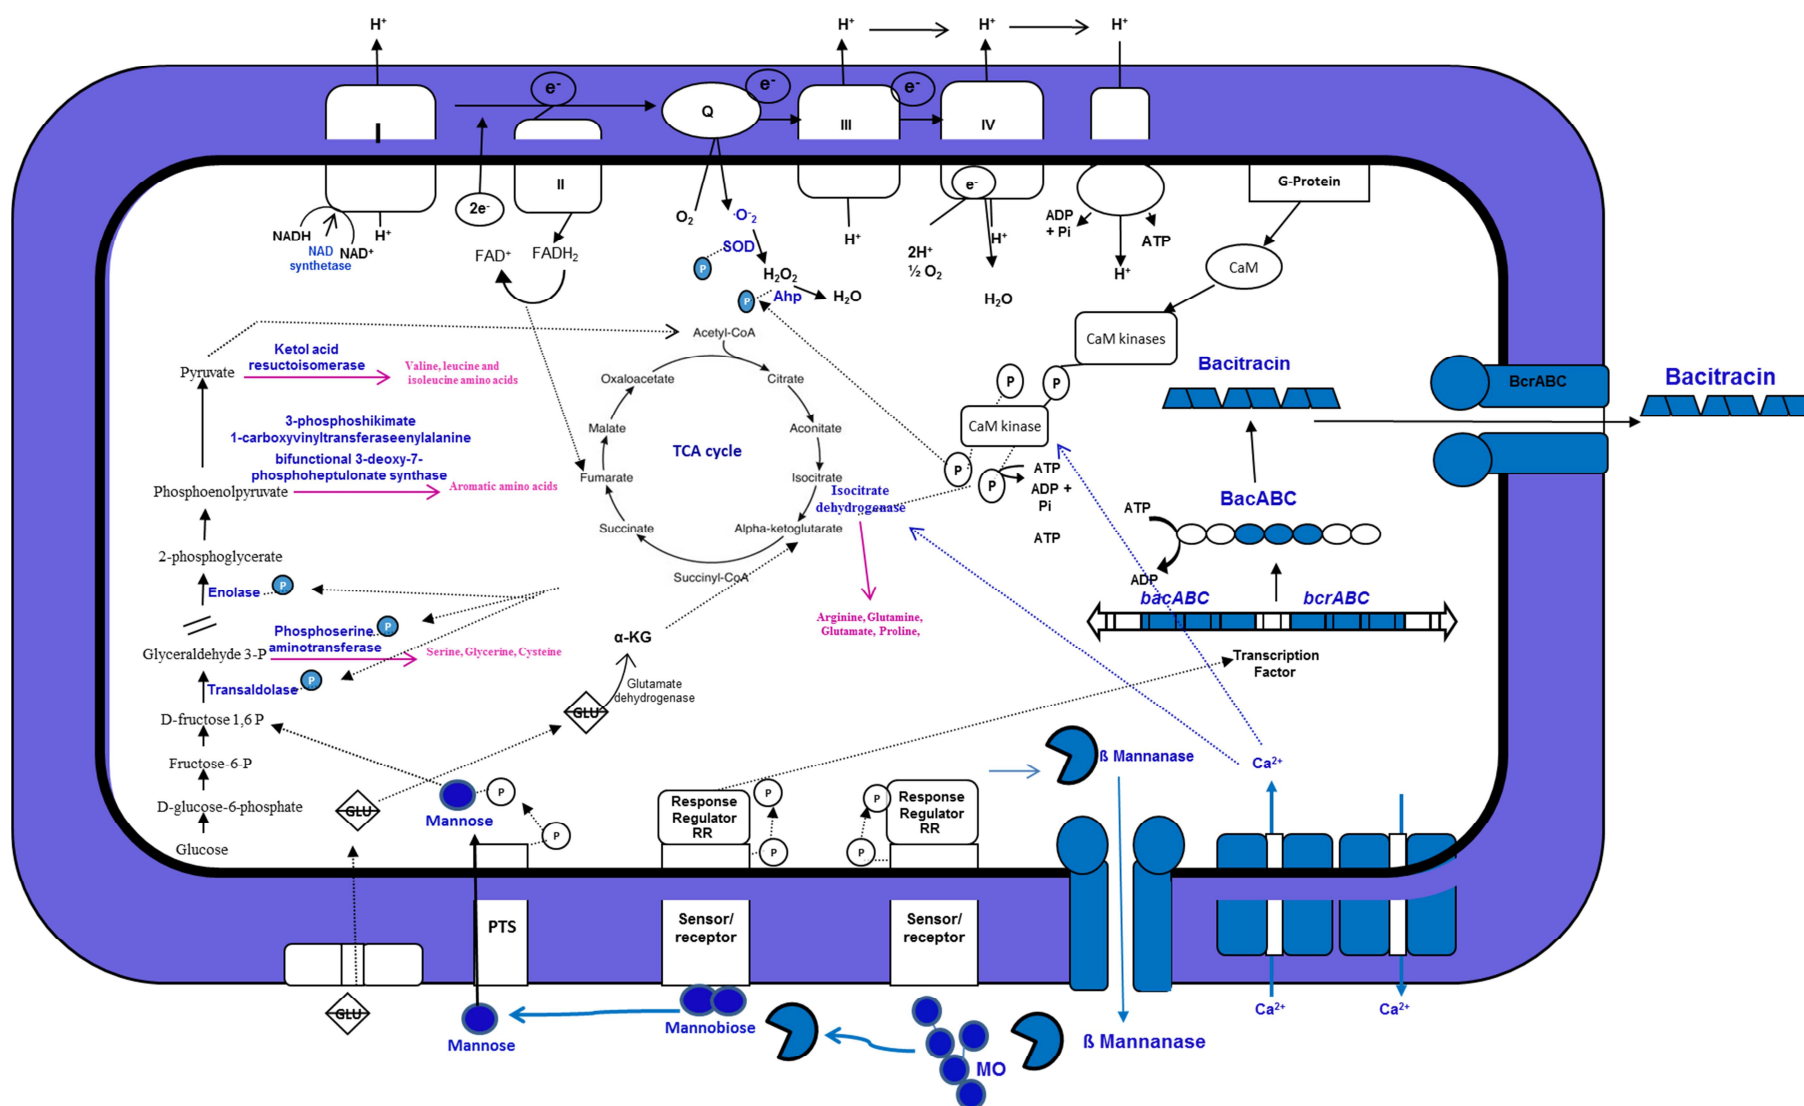 H⁺
H⁺
H⁺
H⁺
e⁻
e⁻
e⁻
I
Q
III
IV
II
2e⁻
e⁻
G-Protein
NADH
NAD
synthetase
NAD⁺
H⁺
FAD⁺
FADH₂
O₂
·O⁻₂
SOD
P
H₂O₂
P
Ahp
H₂O
H⁺
2H⁺
½ O₂
H⁺
H₂O
ADP
+ Pi
ATP
H⁺
CaM
CaM kinases
P
P
CaM kinase
P
P
ATP
ADP +
Pi
ATP
Bacitracin
BcrABC
Bacitracin
BacABC
ATP
ADP
bacABC
bcrABC
Transcription
Factor
Acetyl-CoA
Oxaloacetate
Citrate
Malate
Aconitate
TCA cycle
Fumarate
Isocitrate
Isocitrate
dehydrogenase
Succinate
Alpha-ketoglutarate
Succinyl-CoA
Arginine, Glutamine,
Glutamate, Proline,
Pyruvate
Ketol acid
resuctoisomerase
Valine, leucine and
isoleucine amino acids
3-phosphoshikimate
1-carboxyvinyltransferaseenylalanine
bifunctional 3-deoxy-7-
phosphoheptulonate synthase
Phosphoenolpyruvate
Aromatic amino acids
2-phosphoglycerate
Enolase
P
Phosphoserine
aminotransferase
P
Glyceraldehyde 3-P
Serine, Glycerine, Cysteine
Transaldolase
P
D-fructose 1,6 P
Fructose-6-P
D-glucose-6-phosphate
Glucose
α-KG
Glutamate
dehydrogenase
GLU
GLU
Mannose
P
P
Response
Regulator
RR
P
P
P
P
Response
Regulator
RR
ß Mannanase
Ca²⁺
PTS
Sensor/
receptor
Sensor/
receptor
GLU
Mannose
Mannobiose
MO
ß Mannanase
Ca²⁺
Ca²⁺